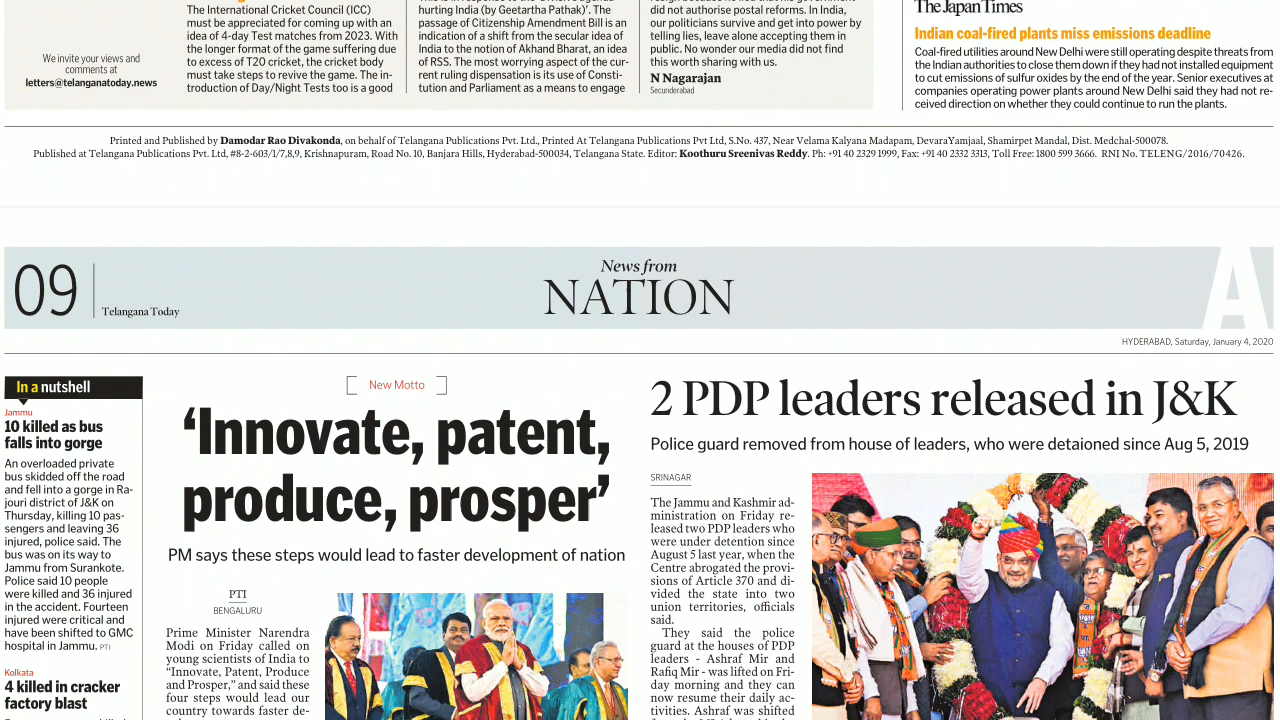 We invite your views and
comments at
letters@telanganatoday.news
The International Cricket Council (ICC)
must be appreciated for coming up with an
idea of 4-day Test matches from 2023. With
the longer format of the game suffering due
to excess of T20 cricket, the cricket body
must take steps to revive the game. The in-
troduction of Day/Night Tests too is a good
hurting India (by Geetartha Pathak)'. The
passage of Citizenship Amendment Bill is an
indication of a shift from the secular idea of
India to the notion of Akhand Bharat, an idea
of RSS. The most worrying aspect of the cur-
rent ruling dispensation is its use of Consti-
tution and Parliament as a means to engage
did not authorise postal reforms. In India,
our politicians survive and get into power by
telling lies, leave alone accepting them in
public. No wonder our media did not find
this worth sharing with us.
N Nagarajan
Secunderabad
The Japan Times
Indian coal-fired plants miss emissions deadline
Coal-fired utilities around New Delhi were still operating despite threats from
the Indian authorities to close them down if they had not installed equipment
to cut emissions of sulfur oxides by the end of the year. Senior executives at
companies operating power plants around New Delhi said they had not re-
ceived direction on whether they could continue to run the plants.
Printed and Published by Damodar Rao Divakonda, on behalf of Telangana Publications Pvt. Ltd., Printed At Telangana Publications Pvt Ltd, S.No. 437, Near Velama Kalyana Madapam, DevaraYamjaal, Shamirpet Mandal, Dist. Medchal-500078.
Published at Telangana Publications Pvt. Ltd, #8-2-603/1/7,8,9, Krishnapuram, Road No. 10, Banjara Hills, Hyderabad-500034, Telangana State. Editor: Koothuru Sreenivas Reddy. Ph: +91 40 2329 1999, Fax: +91 40 2332 3313, Toll Free: 1800 599 3666. RNI No. TELENG/2016/70426.
09
Telangana Today
News from
NATION
A
HYDERABAD, Saturday, January 4, 2020
In a nutshell
Jammu
10 killed as bus
falls into gorge
An overloaded private
bus skidded off the road
and fell into a gorge in Ra-
jouri district of J&K on
Thursday, killing 10 pas-
sengers and leaving 36
injured, police said. The
bus was on its way to
Jammu from Surankote.
Police said 10 people
were killed and 36 injured
in the accident. Fourteen
injured were critical and
have been shifted to GMC
hospital in Jammu. PTI
Kolkata
4 killed in cracker
factory blast
New Motto
'Innovate, patent,
produce, prosper'
PM says these steps would lead to faster development of nation
PTI
BENGALURU
Prime Minister Narendra
Modi on Friday called on
young scientists of India to
"Innovate, Patent, Produce
and Prosper," and said these
four steps would lead our
country towards faster de-
2 PDP leaders released in J&K
Police guard removed from house of leaders, who were detaioned since Aug 5, 2019
SRINAGAR
The Jammu and Kashmir ad-
ministration on Friday re-
leased two PDP leaders who
were under detention since
August 5 last year, when the
Centre abrogated the provi-
sions of Article 370 and di-
vided the state into two
union territories, officials
said.
They said the police
guard at the houses of PDP
leaders - Ashraf Mir and
Rafiq Mir - was lifted on Fri-
day morning and they can
now resume their daily ac-
tivities. Ashraf was shifted